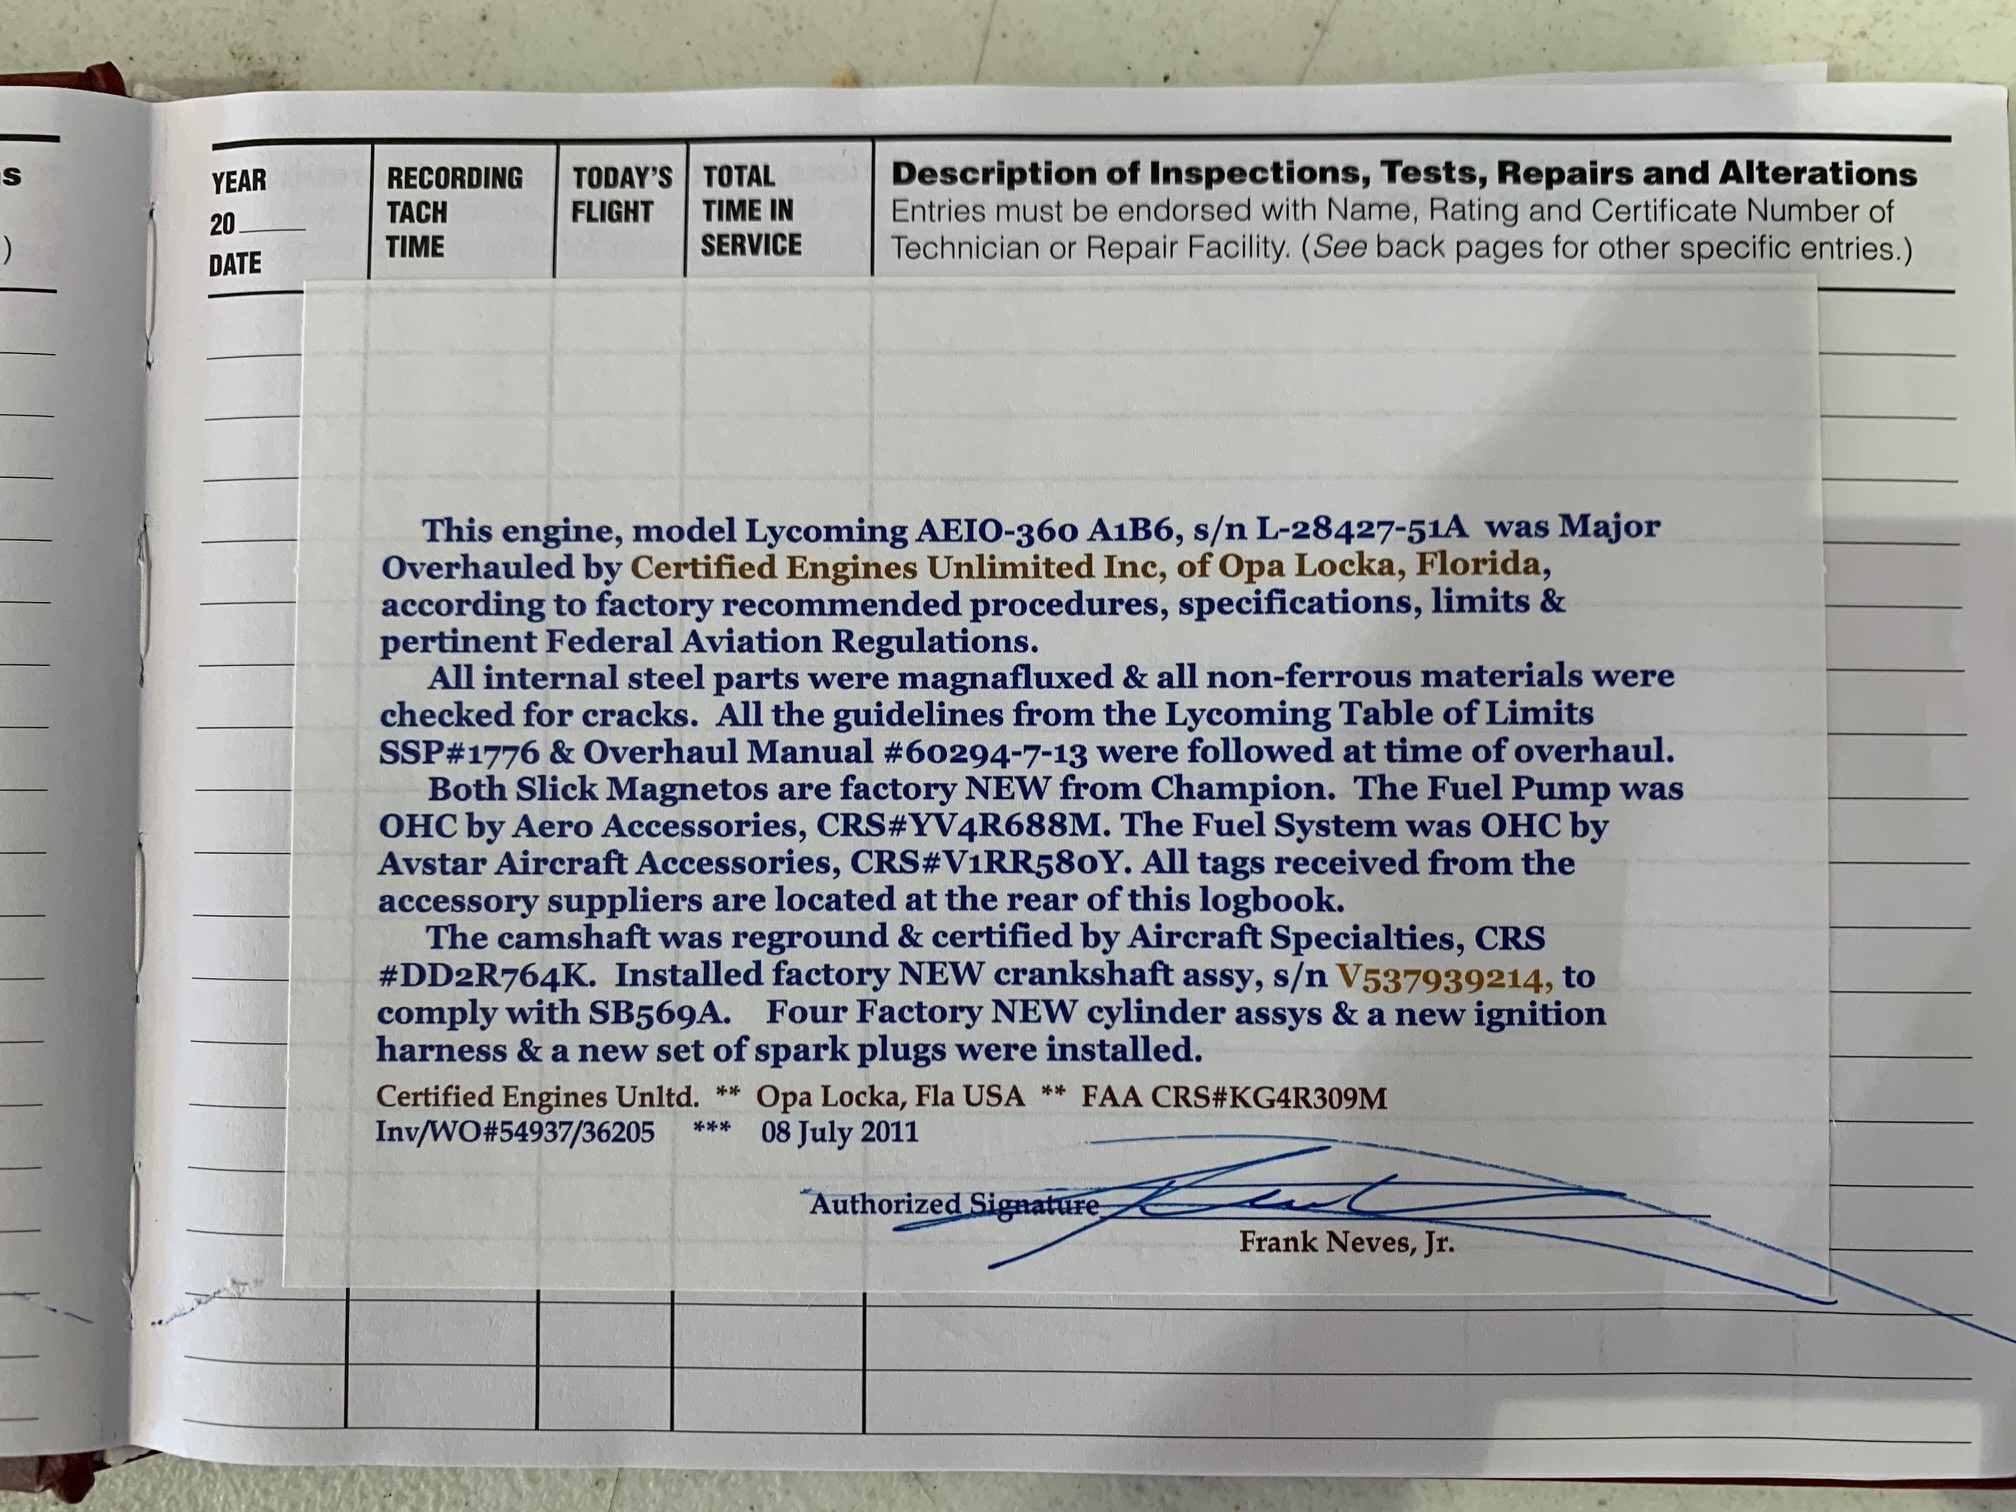 s
)
YEAR
20
DATE
RECORDING
TACH
TIME
TODAY'S
FLIGHT
TOTAL
TIME IN
SERVICE
Description of Inspections, Tests, Repairs and Alterations
Entries must be endorsed with Name, Rating and Certificate Number of
Technician or Repair Facility. (See back pages for other specific entries.)
This engine, model Lycoming AEIO-360 A1B6, s/n L-28427-51A was Major
Overhauled by Certified Engines Unlimited Inc, of Opa Locka, Florida,
according to factory recommended procedures, specifications, limits &
pertinent Federal Aviation Regulations.
All internal steel parts were magnafluxed & all non-ferrous materials were
checked for cracks. All the guidelines from the Lycoming Table of Limits
SSP#1776 & Overhaul Manual #60294-7-13 were followed at time of overhaul.
Both Slick Magnetos are factory NEW from Champion. The Fuel Pump was
OHC by Aero Accessories, CRS#YV4R688M. The Fuel System was OHC by
Avstar Aircraft Accessories, CRS#V1RR580Y. All tags received from the
accessory suppliers are located at the rear of this logbook.
The camshaft was reground & certified by Aircraft Specialties, CRS
#DD2R764K. Installed factory NEW crankshaft assy, s/n V537939214, to
comply with SB569A. Four Factory NEW cylinder assys & a new ignition
harness & a new set of spark plugs were installed.
Certified Engines Unltd. ** Opa Locka, Fla USA ** FAA CRS#KG4R309M
Inv/WO#54937/36205 *** 08 July 2011
Authorized Signature
Frank Neves, Jr.